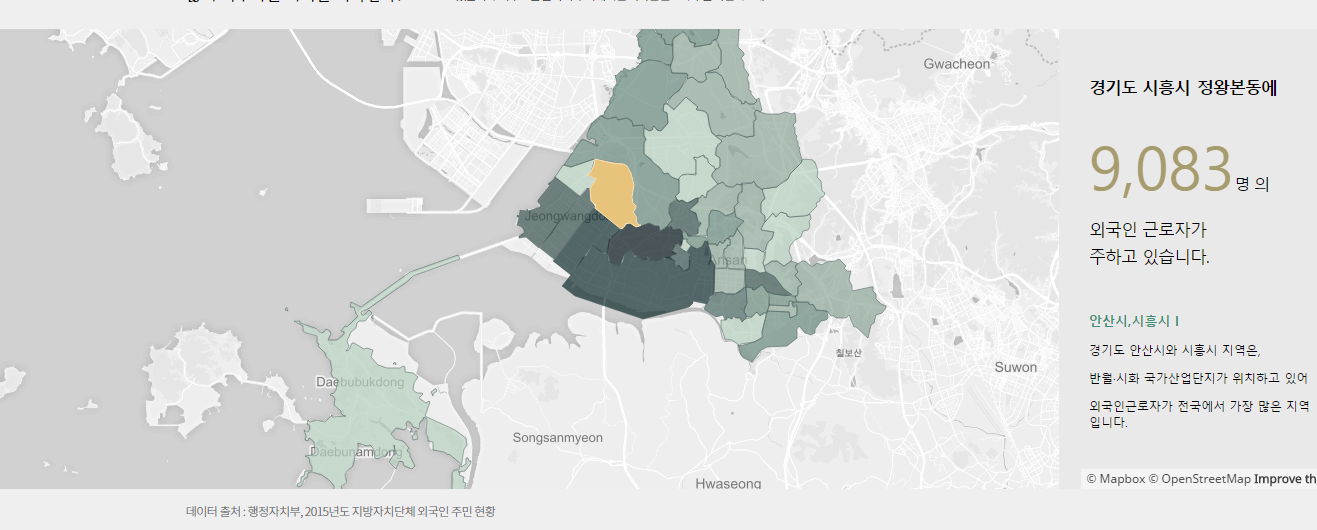 Gwacheon
경기도 시흥시 정왕본동에
9,083 명 의
외국인 근로자가
주하고 있습니다.
Jeongwangdo
Ansan
안산시,시흥시 I
경기도 안산시와 시흥시 지역은,
반월·시화 국가산업단지가 위치하고 있어
외국인근로자가 전국에서 가장 많은 지역
입니다.
칠보산
Suwon
Daebubukdong
Songsanmyeon
Daebunamdong
Hwaseong
© Mapbox © OpenStreetMap Improve th
데이터 출처 : 행정자치부, 2015년도 지방자치단체 외국인 주민 현황